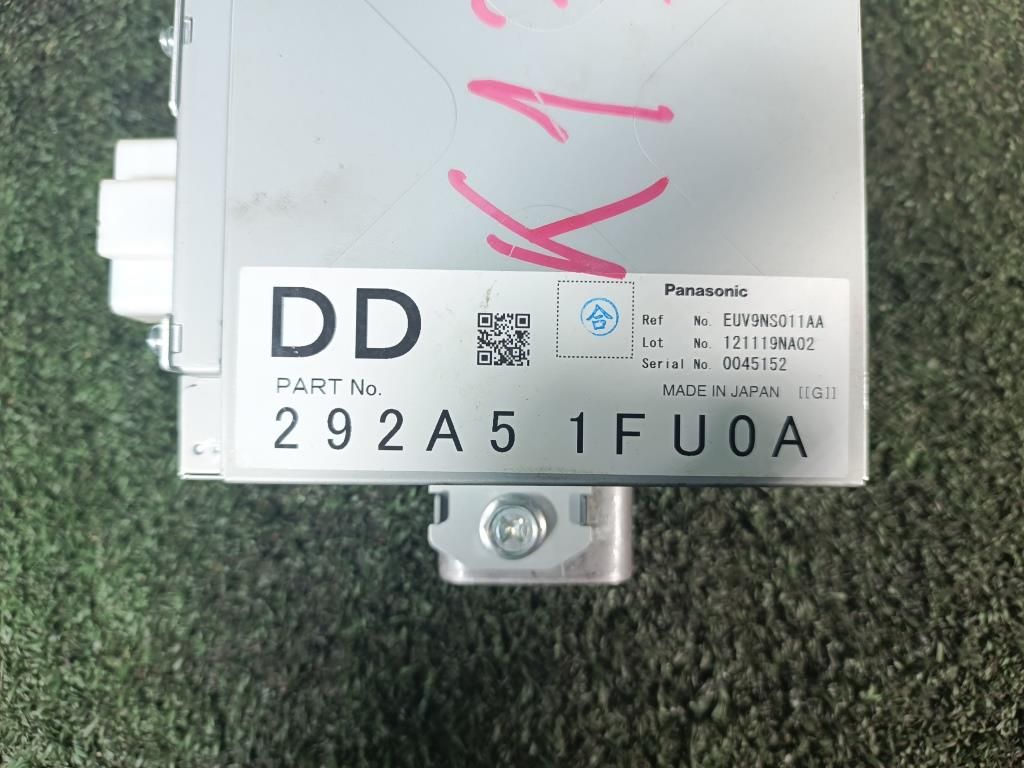 K1
DD
合
Panasonic
Ref No. EUV9NS011AA
Lot No. 121119NA02
Serial No. 0045152
PART No.
MADE IN JAPAN [[G]]
292A5 1FU0A